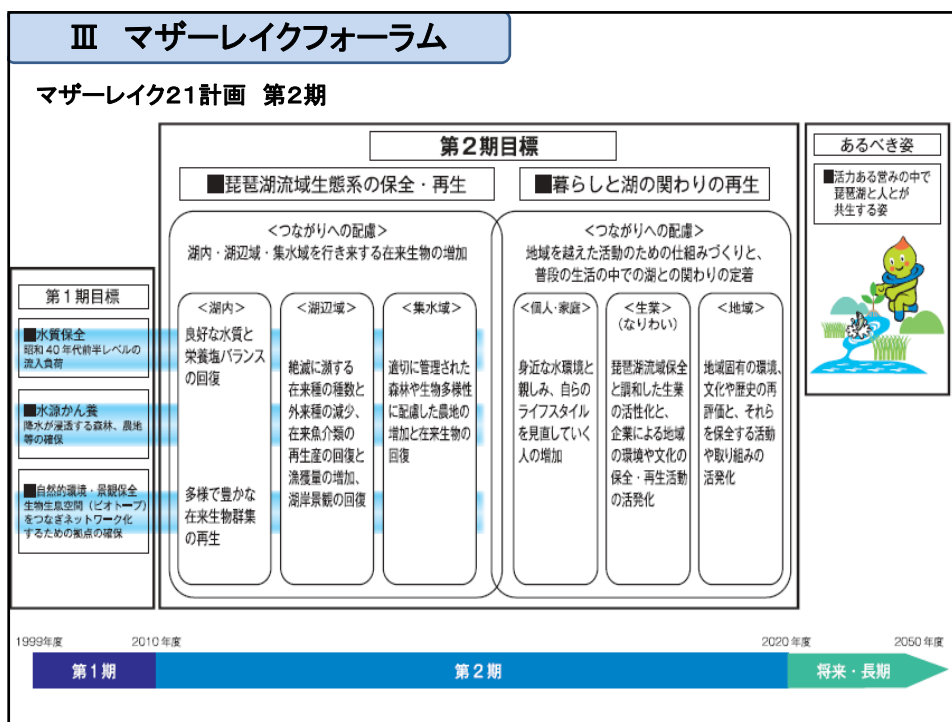 Ⅲ マザーレイクフォーラム
マザーレイク21計画 第2期
第1期目標
■水質保全
昭和40年代前半レベルの
流入負荷
■水源かん養
降水が浸透する森林、農地
等の確保
■自然的環境・景観保全
生物生息空間（ビオトープ）
をつなぎネットワーク化
するための拠点の確保
第2期目標
■琵琶湖流域生態系の保全・再生
<つながりへの配慮>
湖内・湖辺域・集水域を行き来する在来生物の増加
<湖内>
良好な水質と
栄養塩バランス
の回復
多様で豊かな
在来生物群集
の再生
<湖辺域>
絶滅に瀕する
在来種の種数と
外来種の減少、
在来魚介類の
再生産の回復と
漁獲量の増加、
湖岸景観の回復
<集水域>
適切に管理された
森林や生物多様性
に配慮した農地の
増加と在来生物の
回復
■暮らしと湖の関わりの再生
<つながりへの配慮>
地域を越えた活動のための仕組みづくりと、
普段の生活の中での湖との関わりの定着
<個人・家庭>
身近な水環境と
親しみ、自らの
ライフスタイル
を見直していく
人の増加
<生業>
（なりわい）
琵琶湖流域保全
と調和した生業
の活性化と、
企業による地域
の環境や文化の
保全・再生活動
の活発化
<地域>
地域固有の環境、
文化や歴史の再
評価と、それら
を保全する活動
や取り組みの
活発化
あるべき姿
■活力ある営みの中で
琵琶湖と人とが
共生する姿
1999年度
2010年度
2020年度
2050年度
第1期
第2期
将来・長期